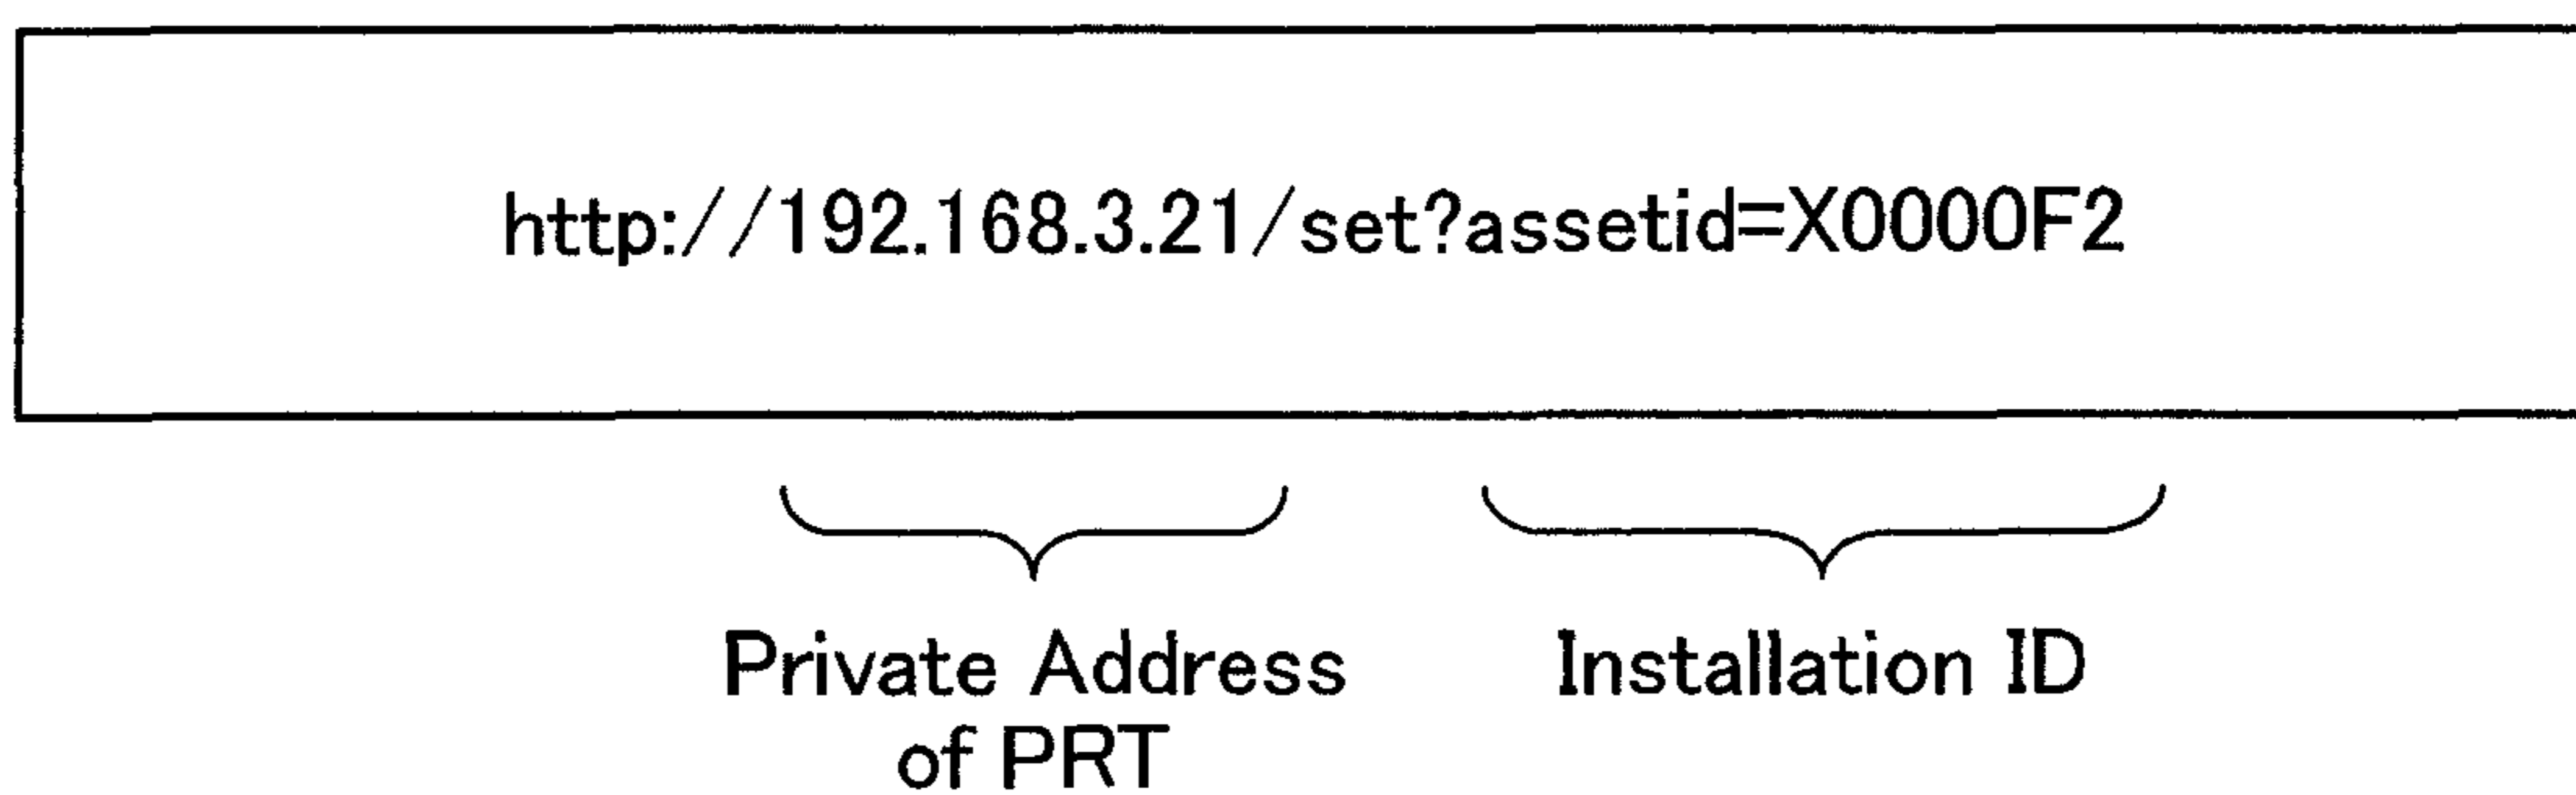 http://192.168.3.21/set?assetid=X0000F2
Private Address
of PRT
Installation ID